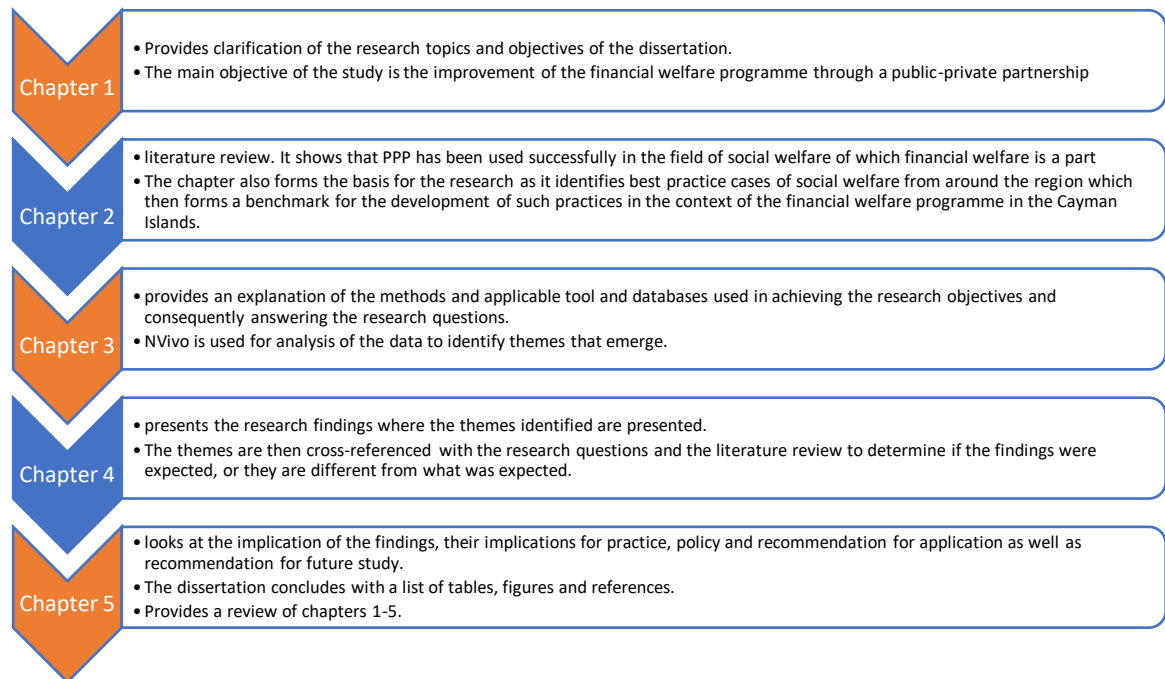 Chapter 1
• Provides clarification of the research topics and objectives of the dissertation.
• The main objective of the study is the improvement of the financial welfare programme through a public-private partnership
Chapter 2
• literature review. It shows that PPP has been used successfully in the field of social welfare of which financial welfare is a part
• The chapter also forms the basis for the research as it identifies best practice cases of social welfare from around the region which
then forms a benchmark for the development of such practices in the context of the financial welfare programme in the Cayman
Islands.
Chapter 3
• provides an explanation of the methods and applicable tool and databases used in achieving the research objectives and
consequently answering the research questions.
• NVivo is used for analysis of the data to identify themes that emerge.
Chapter 4
• presents the research findings where the themes identified are presented.
• The themes are then cross-referenced with the research questions and the literature review to determine if the findings were
expected, or they are different from what was expected.
Chapter 5
• looks at the implication of the findings, their implications for practice, policy and recommendation for application as well as
recommendation for future study.
• The dissertation concludes with a list of tables, figures and references.
• Provides a review of chapters 1-5.